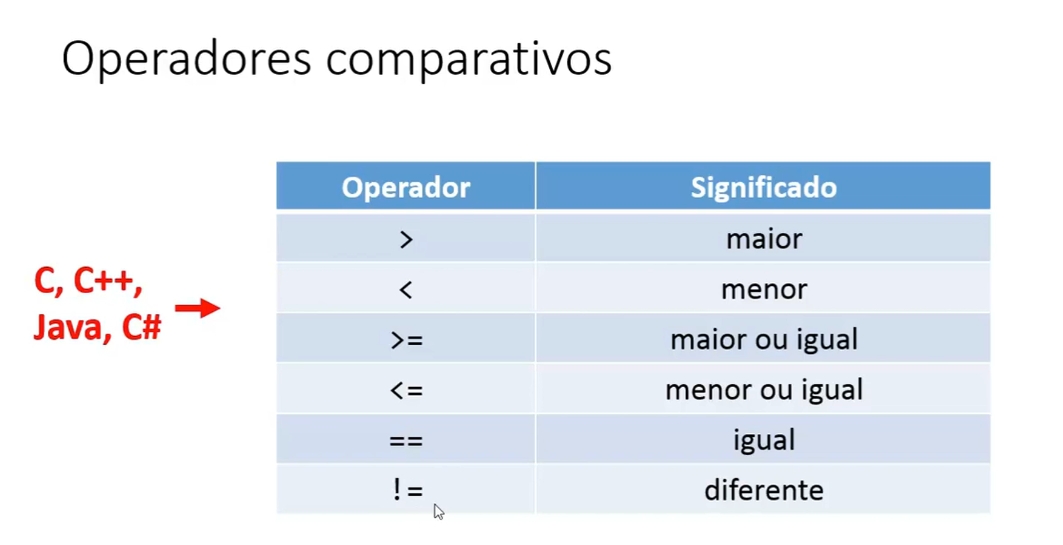 Operadores comparativos
C, C++,
Java, C#
Operador Significado
> maior
< menor
>= maior ou igual
<= menor ou igual
== igual
!= diferente